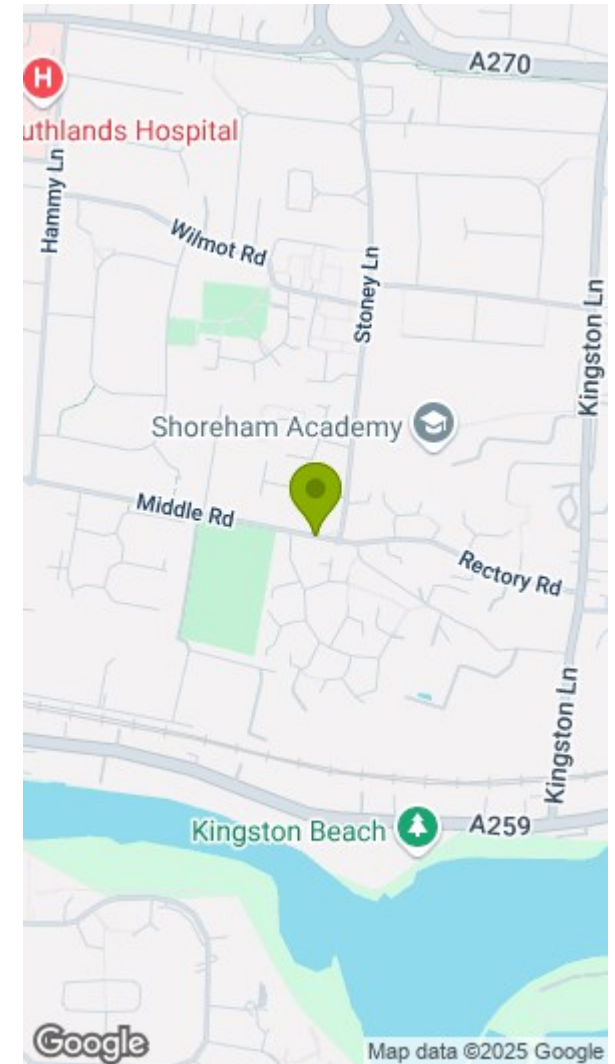 A270
H
uthlands Hospital
Hammy Ln
Wilmot Rd
Stoney Ln
Kingston Ln
Shoreham Academy
Middle Rd
Rectory Rd
Kingston Ln
Kingston Beach
A259
Google
Map data ©2025 Google